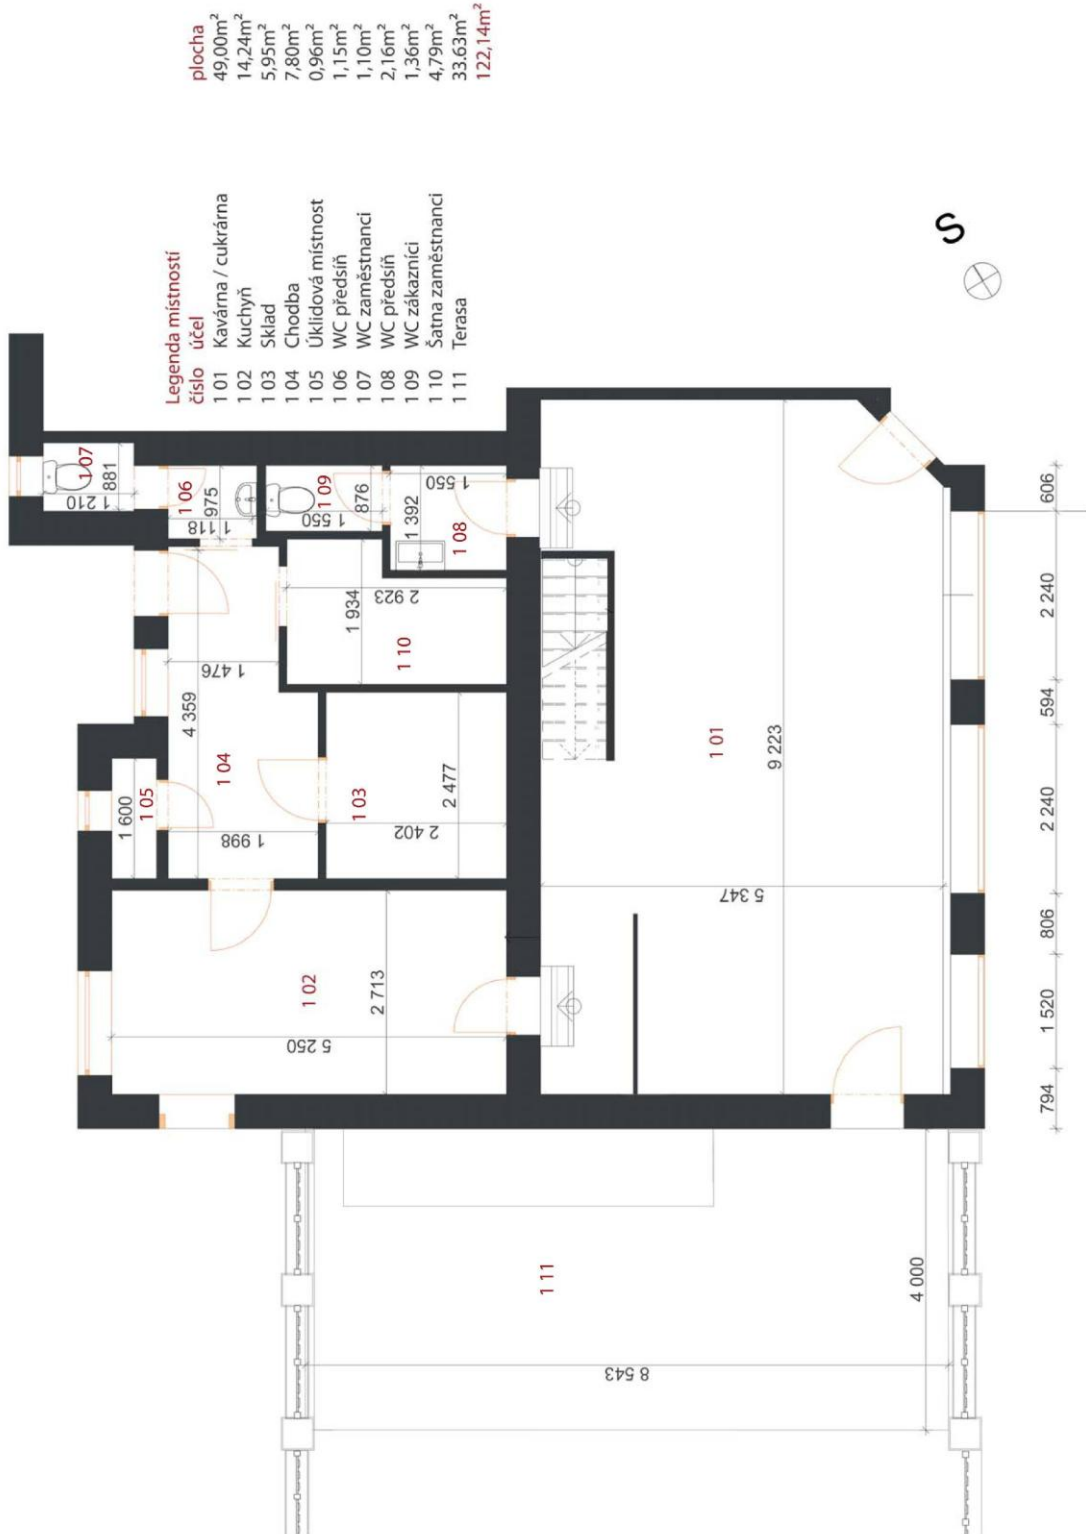 Legenda místností
číslo účel plocha
1 01 Kavárna / cukrárna 49,00m²
1 02 Kuchyň 14,24m²
1 03 Sklad 5,95m²
1 04 Chodba 7,80m²
1 05 Úklidová místnost 0,96m²
1 06 WC předsíň 1,15m²
1 07 WC zaměstnanci 1,10m²
1 08 WC předsíň 2,16m²
1 09 WC zákazníci 1,36m²
1 10 Šatna zaměstnanci 4,79m²
1 11 Terasa 33.63m²
122,14m²
S
1 07
881
1 210
1 06
975
1 118
1 09
876
1 550
1 550
1 392
1 08
2 923
1 934
1 10
1 476
4 359
1 04
1 05
1 600
1 998
1 03
2 477
2 402
1 02
2 713
5 250
1 01
9 223
5 347
1 11
4 000
8 543
794
1 520
806
2 240
594
2 240
606